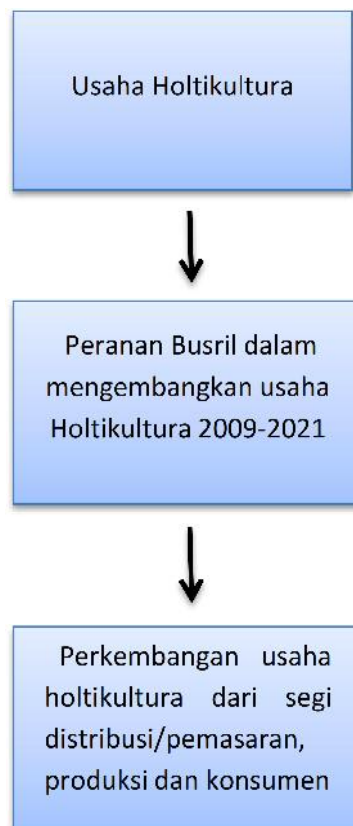 Usaha Holtikultura
Peranan Busril dalam
mengembangkan usaha
Holtikultura 2009-2021
Perkembangan usaha
holtikultura dari segi
distribusi/pemasaran,
produksi dan konsumen